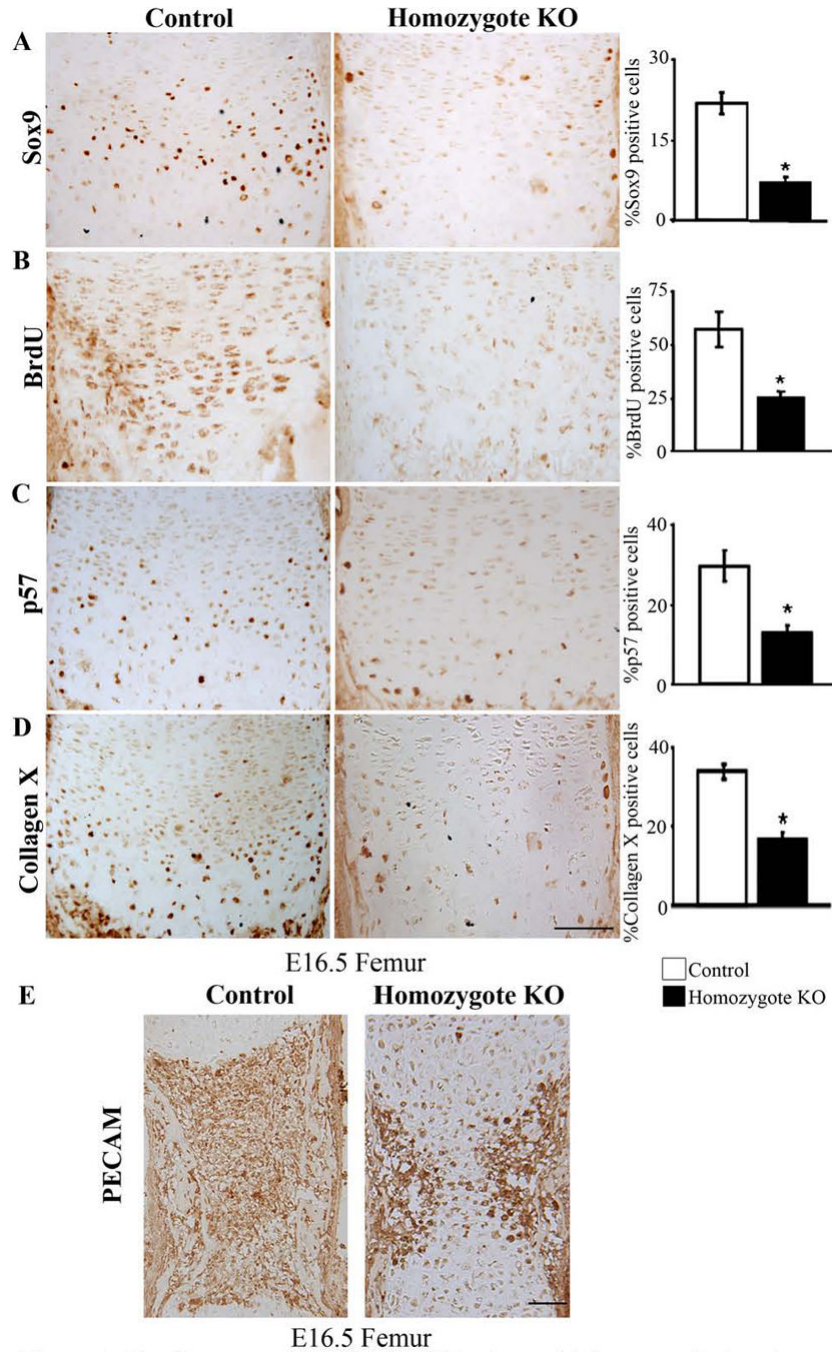 Control
Homozygote KO
A
Sox9
%Sox9 positive cells
30
15
0
*
B
BrdU
%BrdU positive cells
75
50
25
0
*
C
p57
%p57 positive cells
40
20
0
*
D
Collagen X
%Collagen X positive cells
40
20
0
*
E16.5 Femur
Control
Homozygote KO
E
Control
Homozygote KO
PECAM
E16.5 Femur